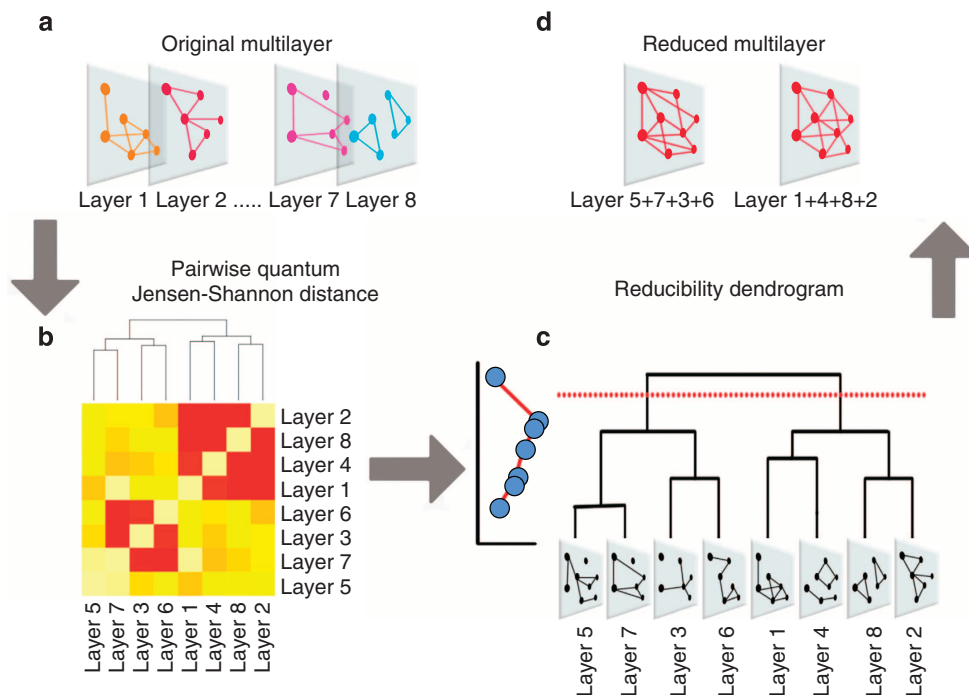 a
Original multilayer
Layer 1 Layer 2 ..... Layer 7 Layer 8
d
Reduced multilayer
Layer 5+7+3+6 Layer 1+4+8+2
Pairwise quantum
Jensen-Shannon distance
b
Layer 2
Layer 8
Layer 4
Layer 1
Layer 6
Layer 3
Layer 7
Layer 5
Layer 5 Layer 7 Layer 3 Layer 6 Layer 1 Layer 4 Layer 8 Layer 2
Reducibility dendrogram
c
Layer 5 Layer 7 Layer 3 Layer 6 Layer 1 Layer 4 Layer 8 Layer 2